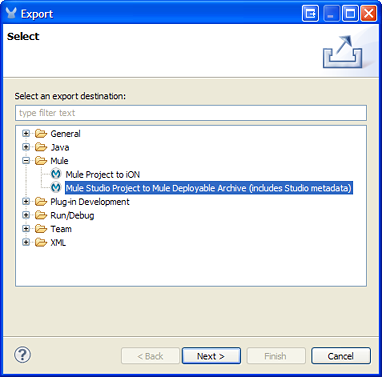 Export
Select
Select an export destination:
type filter text
General
Java
Mule
Mule Project to iON
Mule Studio Project to Mule Deployable Archive (includes Studio metadata)
Plug-in Development
Run/Debug
Team
XML
?
< Back
Next >
Finish
Cancel